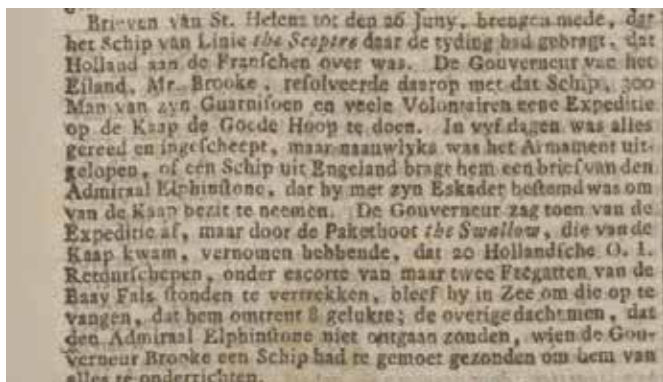 Brieven van St. Helena tot den 26 Juny, brengen mede, dat
het Schip van Linie the Sceptre daar de tyding had gebragt, dat
Holland aan de Franschen over was. De Gouverneur van het
Eiland, Mr. Brooke, resolveerde daarop met dat Schip, 300
Man van zyn Guarnisoen en veele Volontairen eene Expeditie
op de Kaap de Goede Hoop te doen. In vyf dagen was alles
gereed en ingescheept, maar naauwlyks was het Armament uit-
gelopen, of een Schip uit Engeland bragt hem een brief van den
Admiraal Elphinstone, dat hy met zyn Eskader bestemd was om
van de Kaap bezit te neemen. De Gouverneur zag toen van de
Expeditie af, maar door de Paketboot the Swallow, die van de
Kaap kwam, vernomen hebbende, dat 20 Hollandsche O. I.
Retourschepen, onder escorte van maar twee Fregatten van de
Baay Fals stonden te vertrekken, bleef hy in Zee om die op te
vangen, dat hem omtrent 8 gelukte; de overige dacht men, dat
den Admiraal Elphinstone niet ontgaan zouden, wien de Gou-
verneur Brooke een Schip had te gemoet gezonden om hem van
alles te onderrichten.